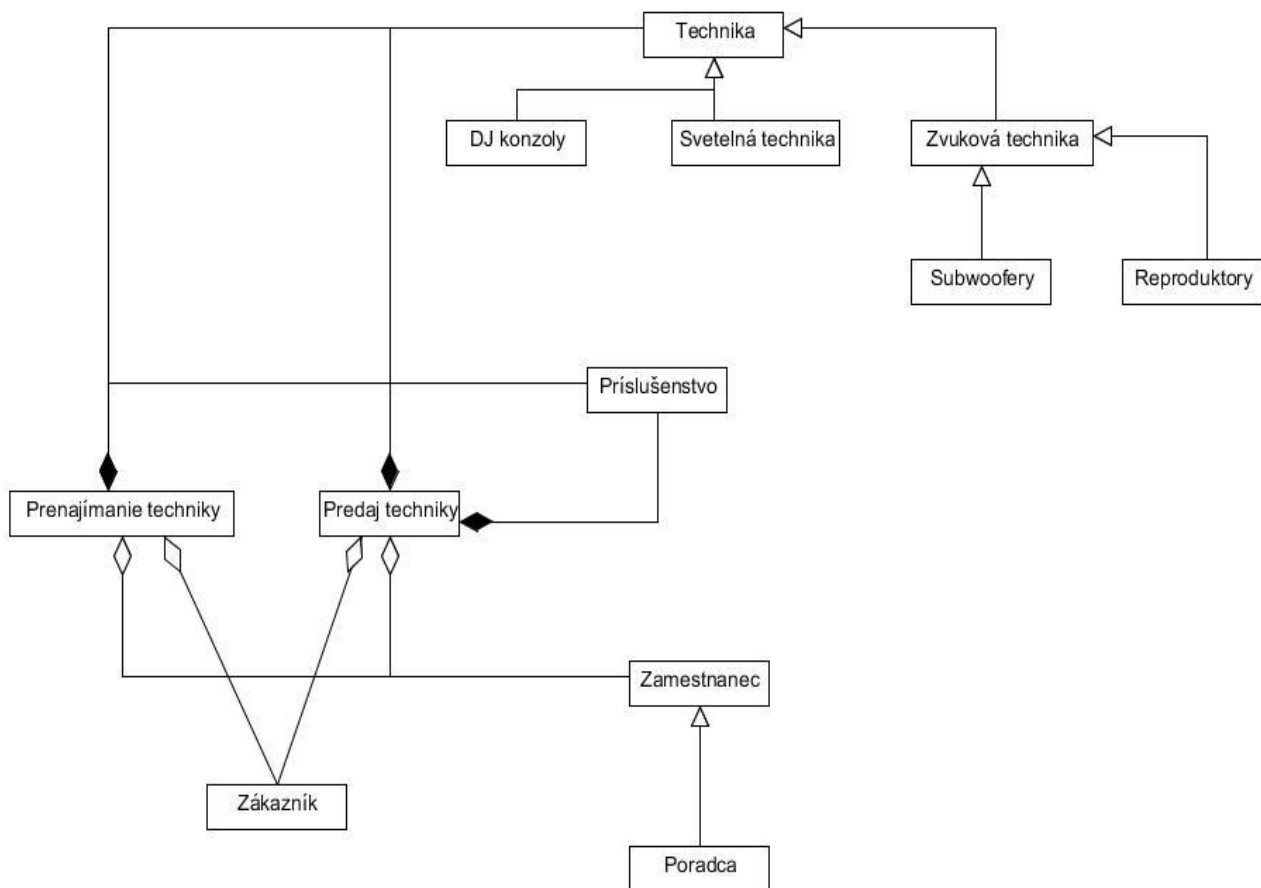 Technika
DJ konzoly
Svetelná technika
Zvuková technika
Subwoofery
Reproduktory
Príslušenstvo
Prenajímanie techniky
Predaj techniky
Zamestnanec
Zákazník
Poradca